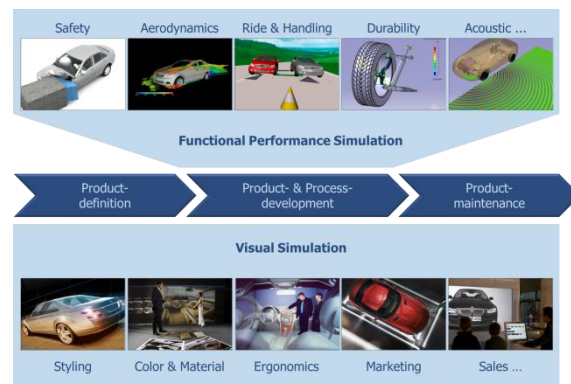 Safety
Aerodynamics
Ride & Handling
Durability
Acoustic ...
Functional Performance Simulation
Product-
definition
Product- & Process-
development
Product-
maintenance
Visual Simulation
Styling
Color & Material
Ergonomics
Marketing
Sales ...